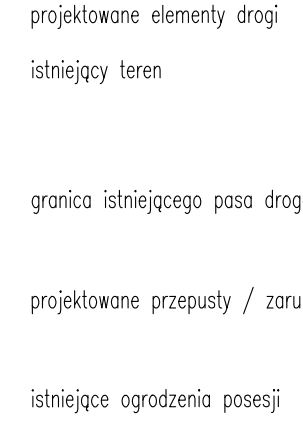 projektowane elementy drogi
istniejący teren
granica istniejącego pasa drog
projektowane przepusty / zaru
istniejące ogrodzenia posesji